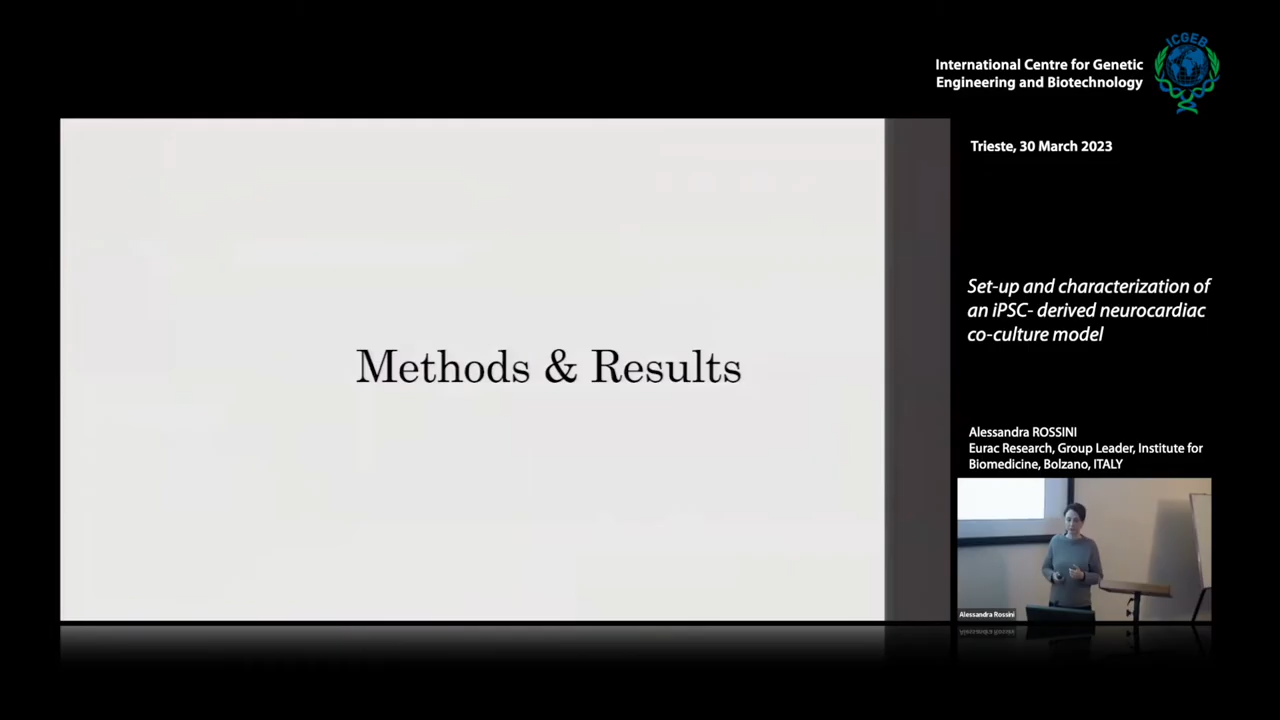 ICGEB
International Centre for Genetic
Engineering and Biotechnology
Trieste, 30 March 2023
Methods & Results
Set-up and characterization of
an iPSC- derived neurocardiac
co-culture model
Alessandra ROSSINI
Eurac Research, Group Leader, Institute for
Biomedicine, Bolzano, ITALY
Alessandra Rossini